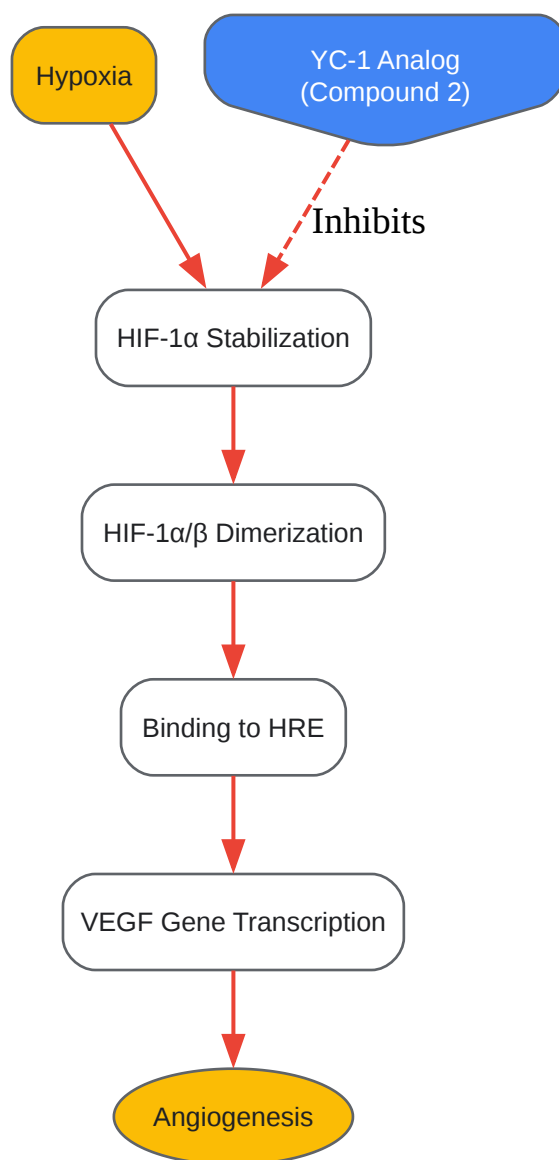 Hypoxia
YC-1 Analog
(Compound 2)
Inhibits
HIF-1α Stabilization
HIF-1α/β Dimerization
Binding to HRE
VEGF Gene Transcription
Angiogenesis